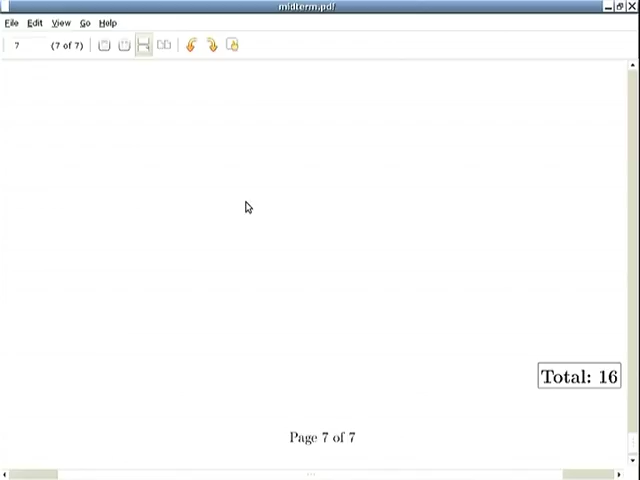 midterm.pdf
File Edit View Go Help
7 (7 of 7)
Total: 16
Page 7 of 7